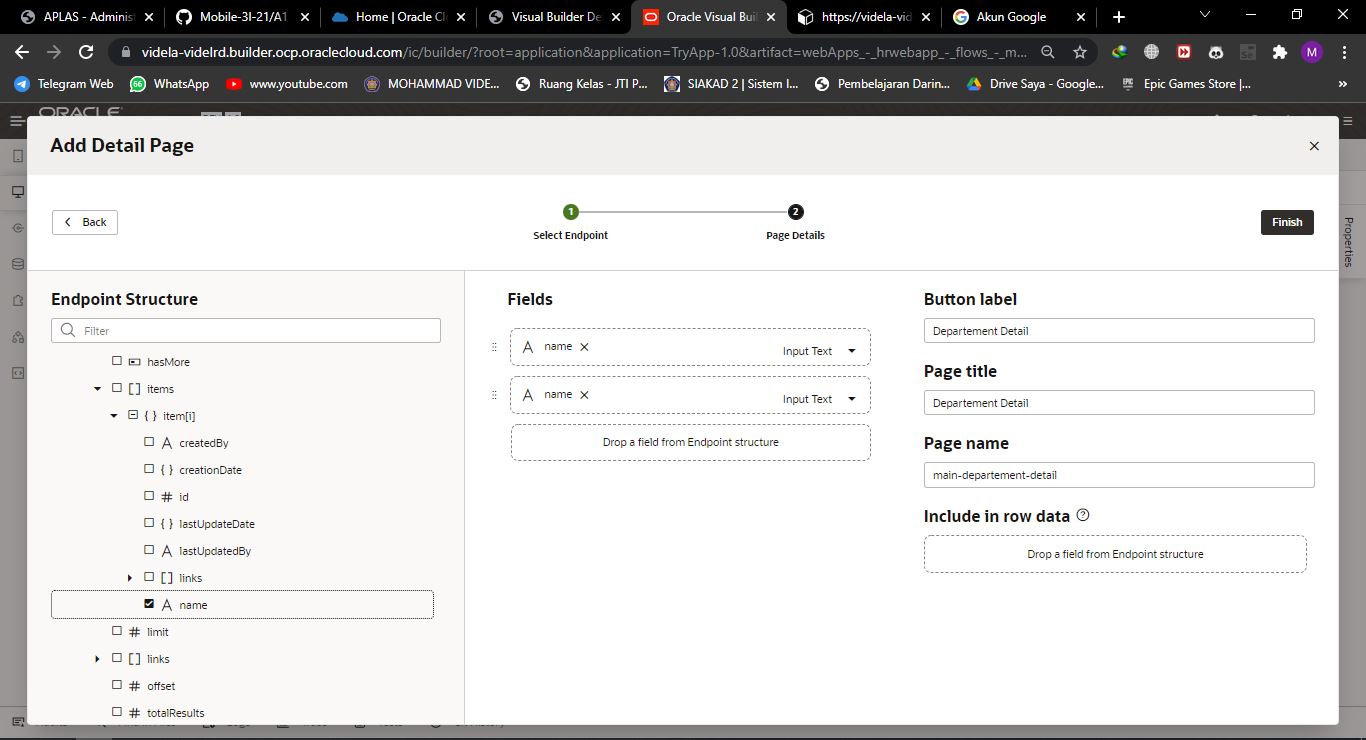 APLAS - Adminis
Mobile-3I-21/A1
Home | Oracle Cl
Visual Builder De
Oracle Visual Buil
https://videla-vid
Akun Google
M
videla-videlrd.builder.ocp.oraclecloud.com/ic/builder/?root=application&application=TryApp-1.0&artifact=webApps_-_hrwebapp_-_flows_-_m...
Telegram Web
WhatsApp
www.youtube.com
MOHAMMAD VIDE...
Ruang Kelas - JTI P...
SIAKAD 2 | Sistem I...
Pembelajaran Darin...
Drive Saya - Google...
Epic Games Store |...
»
ORACLE
Add Detail Page
Back
1
2
Select Endpoint
Page Details
Finish
Properties
Endpoint Structure
Filter
hasMore
[ ] items
{ } item[i]
A createdBy
{ } creationDate
# id
{ } lastUpdateDate
A lastUpdatedBy
[ ] links
A name
# limit
[ ] links
# offset
# totalResults
Fields
A name
Input Text
A name
Input Text
Drop a field from Endpoint structure
Button label
Departement Detail
Page title
Departement Detail
Page name
main-departement-detail
Include in row data
Drop a field from Endpoint structure